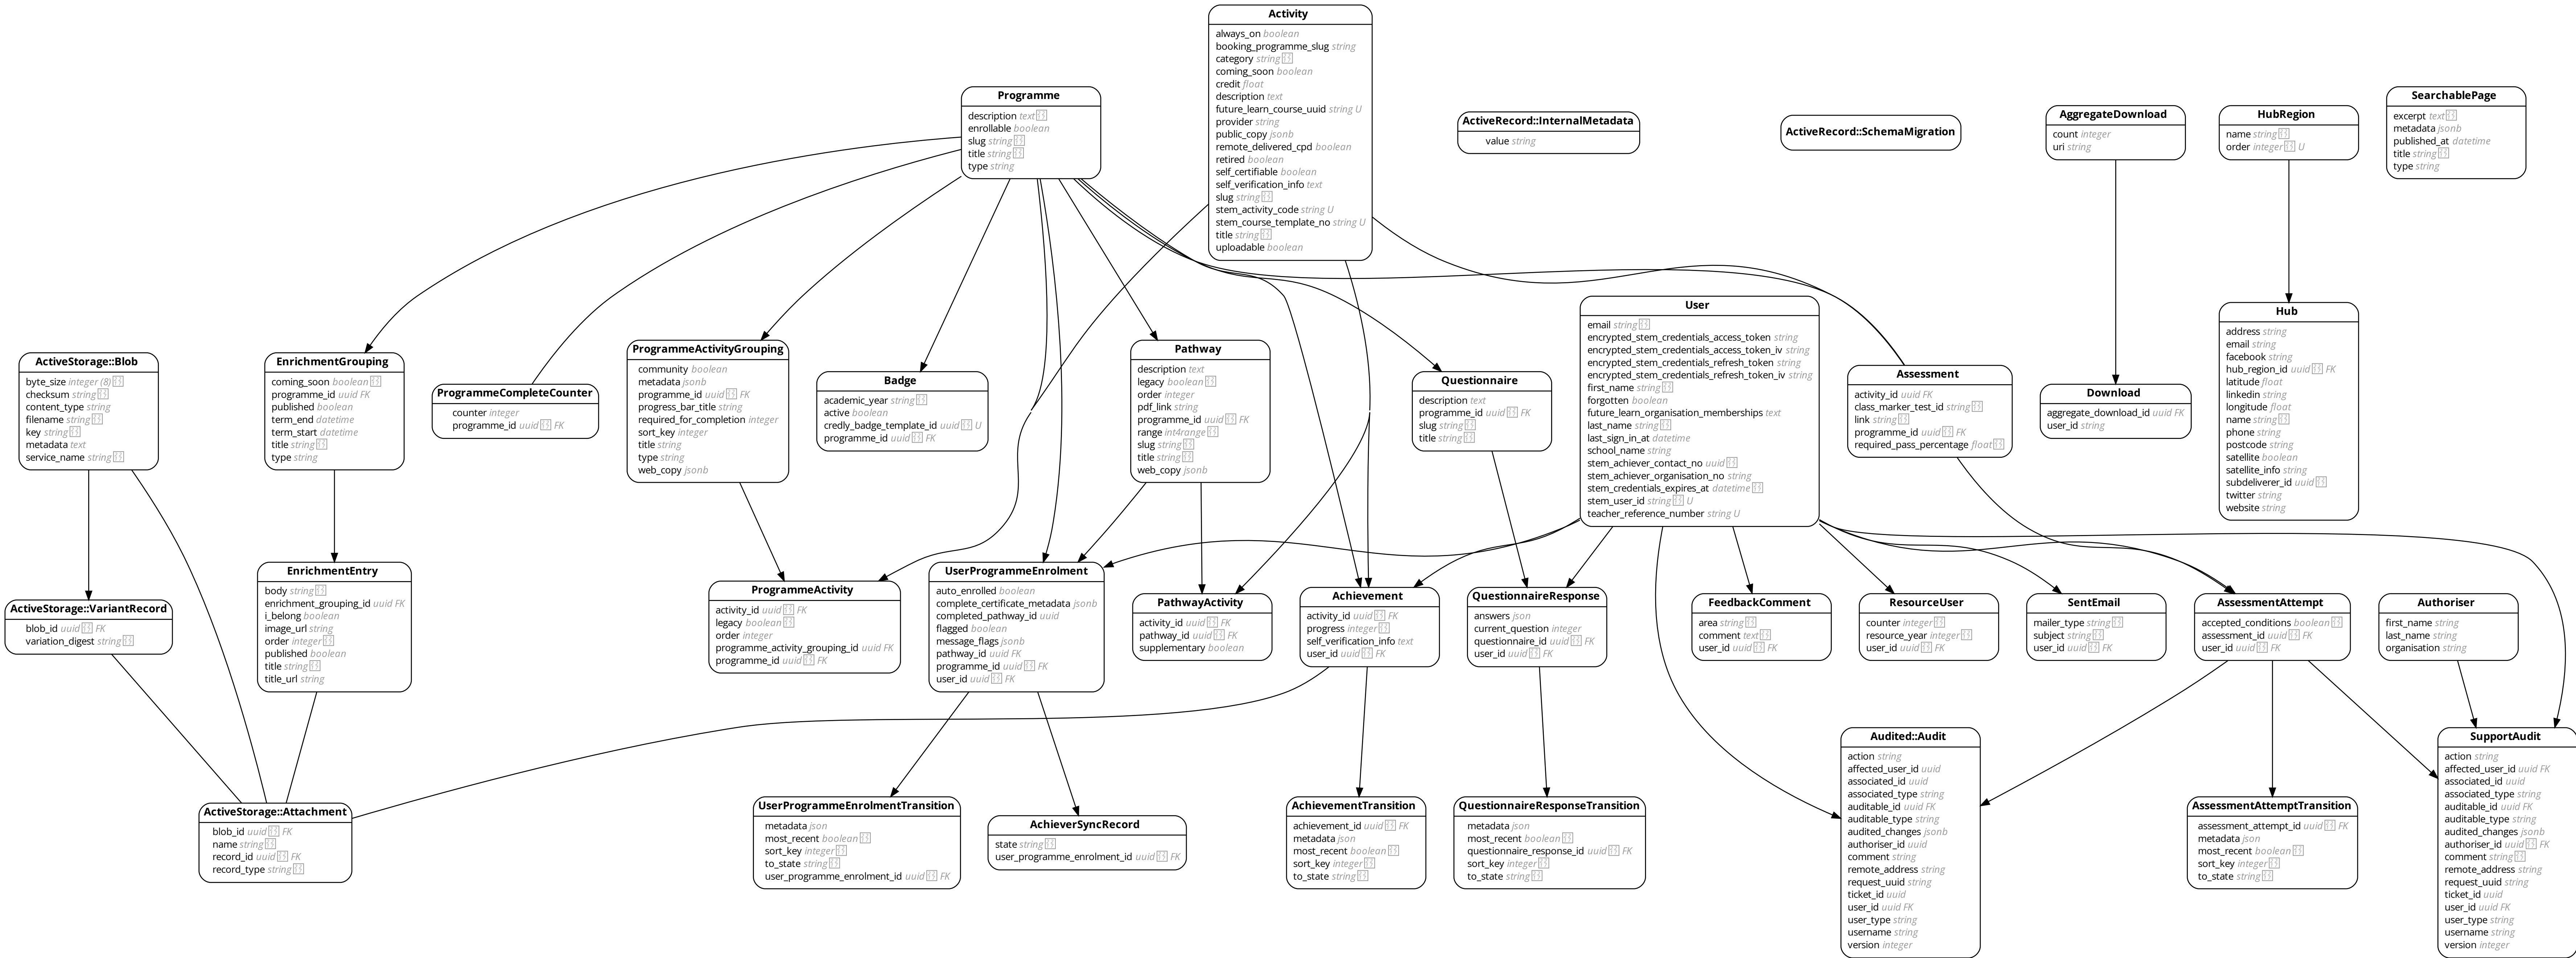 Activity
always_on boolean
booking_programme_slug string
category string
coming_soon boolean
credit float
description text
future_learn_course_uuid string U
provider string
public_copy jsonb
remote_delivered_cpd boolean
retired boolean
self_certifiable boolean
self_verification_info text
slug string
stem_activity_code string U
stem_course_template_no string U
title string
uploadable boolean
Programme
description text
enrollable boolean
slug string
title string
type string
ActiveRecord::InternalMetadata
value string
ActiveRecord::SchemaMigration
AggregateDownload
count integer
uri string
HubRegion
name string
order integer U
SearchablePage
excerpt text
metadata jsonb
published_at datetime
title string
type string
ActiveStorage::Blob
byte_size integer (8)
checksum string
content_type string
filename string
key string
metadata text
service_name string
EnrichmentGrouping
coming_soon boolean
programme_id uuid FK
published boolean
term_end datetime
term_start datetime
title string
type string
ProgrammeCompleteCounter
counter integer
programme_id uuid FK
ProgrammeActivityGrouping
community boolean
metadata jsonb
programme_id uuid FK
progress_bar_title string
required_for_completion integer
sort_key integer
title string
type string
web_copy jsonb
Badge
academic_year string
active boolean
credly_badge_template_id uuid U
programme_id uuid FK
Pathway
description text
legacy boolean
order integer
pdf_link string
programme_id uuid FK
range int4range
slug string
title string
web_copy jsonb
Questionnaire
description text
programme_id uuid FK
slug string
title string
User
email string
encrypted_stem_credentials_access_token string
encrypted_stem_credentials_access_token_iv string
encrypted_stem_credentials_refresh_token string
encrypted_stem_credentials_refresh_token_iv string
first_name string
forgotten boolean
future_learn_organisation_memberships text
last_name string
last_sign_in_at datetime
school_name string
stem_achiever_contact_no uuid
stem_achiever_organisation_no string
stem_credentials_expires_at datetime
stem_user_id string U
teacher_reference_number string U
Assessment
activity_id uuid FK
class_marker_test_id string
link string
programme_id uuid FK
required_pass_percentage float
Download
aggregate_download_id uuid FK
user_id string
Hub
address string
email string
facebook string
hub_region_id uuid FK
latitude float
linkedin string
longitude float
name string
phone string
postcode string
satellite boolean
satellite_info string
subdeliverer_id uuid
twitter string
website string
ActiveStorage::VariantRecord
blob_id uuid FK
variation_digest string
EnrichmentEntry
body string
enrichment_grouping_id uuid FK
i_belong boolean
image_url string
order integer
published boolean
title string
title_url string
ProgrammeActivity
activity_id uuid FK
legacy boolean
order integer
programme_activity_grouping_id uuid FK
programme_id uuid FK
UserProgrammeEnrolment
auto_enrolled boolean
complete_certificate_metadata jsonb
completed_pathway_id uuid
flagged boolean
message_flags jsonb
pathway_id uuid FK
programme_id uuid FK
user_id uuid FK
PathwayActivity
activity_id uuid FK
pathway_id uuid FK
supplementary boolean
Achievement
activity_id uuid FK
progress integer
self_verification_info text
user_id uuid FK
QuestionnaireResponse
answers json
current_question integer
questionnaire_id uuid FK
user_id uuid FK
FeedbackComment
area string
comment text
user_id uuid FK
ResourceUser
counter integer
resource_year integer
user_id uuid FK
SentEmail
mailer_type string
subject string
user_id uuid FK
AssessmentAttempt
accepted_conditions boolean
assessment_id uuid FK
user_id uuid FK
Authoriser
first_name string
last_name string
organisation string
ActiveStorage::Attachment
blob_id uuid FK
name string
record_id uuid FK
record_type string
UserProgrammeEnrolmentTransition
metadata json
most_recent boolean
sort_key integer
to_state string
user_programme_enrolment_id uuid FK
AchieverSyncRecord
state string
user_programme_enrolment_id uuid FK
AchievementTransition
achievement_id uuid FK
metadata json
most_recent boolean
sort_key integer
to_state string
QuestionnaireResponseTransition
metadata json
most_recent boolean
questionnaire_response_id uuid FK
sort_key integer
to_state string
Audited::Audit
action string
affected_user_id uuid
associated_id uuid
associated_type string
auditable_id uuid FK
auditable_type string
audited_changes jsonb
authoriser_id uuid
comment string
remote_address string
request_uuid string
ticket_id uuid
user_id uuid FK
user_type string
username string
version integer
AssessmentAttemptTransition
assessment_attempt_id uuid FK
metadata json
most_recent boolean
sort_key integer
to_state string
SupportAudit
action string
affected_user_id uuid FK
associated_id uuid
associated_type string
auditable_id uuid FK
auditable_type string
audited_changes jsonb
authoriser_id uuid FK
comment string
remote_address string
request_uuid string
ticket_id uuid
user_id uuid FK
user_type string
username string
version integer